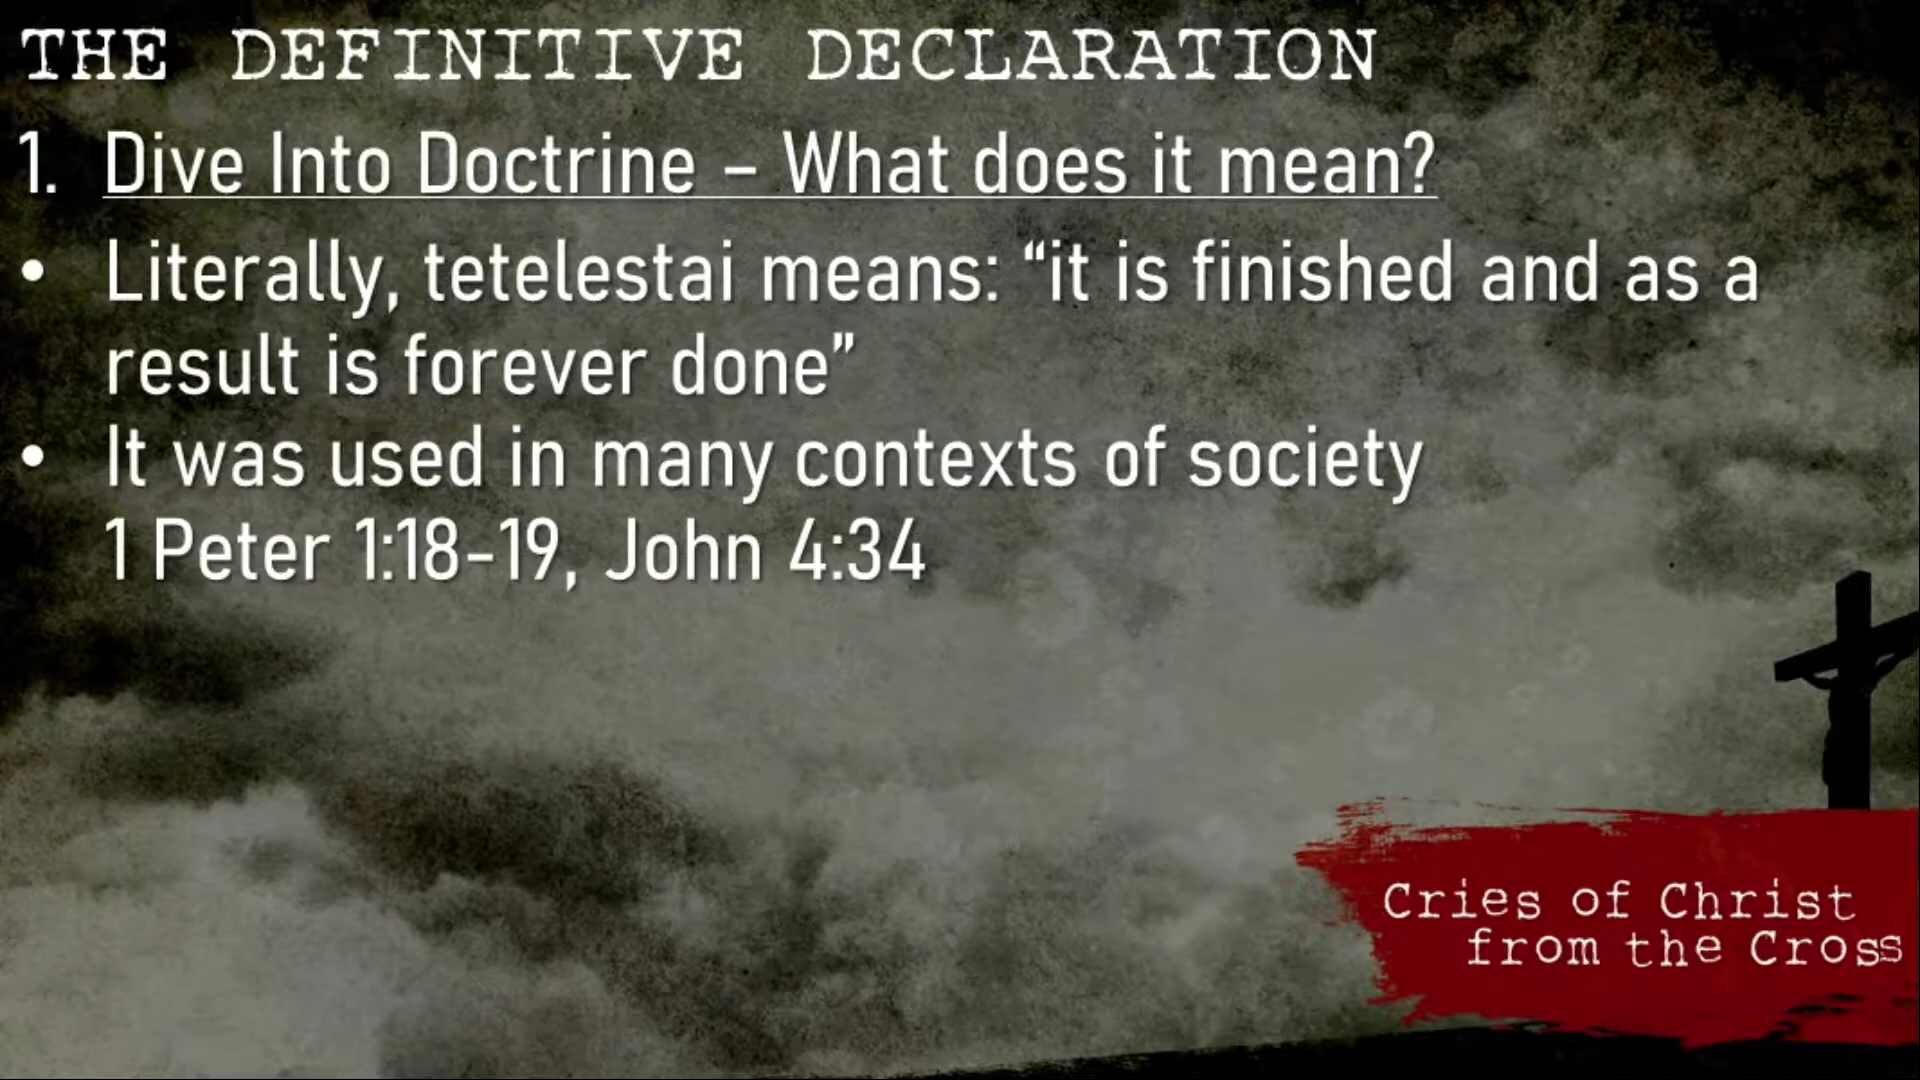 THE DEFINITIVE DECLARATION
1. Dive Into Doctrine – What does it mean?
• Literally, tetelestai means: “it is finished and as a
result is forever done”
• It was used in many contexts of society
1 Peter 1:18-19, John 4:34
Cries of Christ
from the Cross